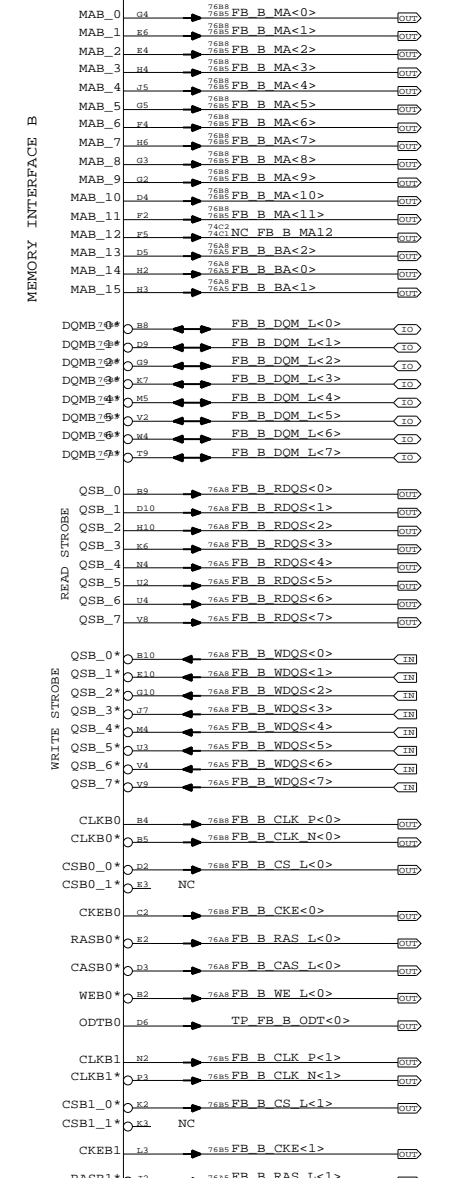 MEMORY INTERFACE B
MAB_0 G4 76B8 76B5 FB_B_MA<0> OUT
MAB_1 E6 76B8 76B5 FB_B_MA<1> OUT
MAB_2 E4 76B8 76B5 FB_B_MA<2> OUT
MAB_3 H4 76B8 76B5 FB_B_MA<3> OUT
MAB_4 J5 76B8 76B5 FB_B_MA<4> OUT
MAB_5 G5 76B8 76B5 FB_B_MA<5> OUT
MAB_6 F4 76B8 76B5 FB_B_MA<6> OUT
MAB_7 H6 76B8 76B5 FB_B_MA<7> OUT
MAB_8 G3 76B8 76B5 FB_B_MA<8> OUT
MAB_9 G2 76B8 76B5 FB_B_MA<9> OUT
MAB_10 D4 76B8 76B5 FB_B_MA<10> OUT
MAB_11 F2 76B8 76B5 FB_B_MA<11> OUT
MAB_12 F5 74C2 74C1 NC_FB_B_MA12
MAB_13 D5 76A8 76A5 FB_B_BA<2> OUT
MAB_14 H2 76A8 76A5 FB_B_BA<0> OUT
MAB_15 H3 76A8 76A5 FB_B_BA<1> OUT
DQMB_0* B8 FB_B_DQM_L<0> IO
DQMB_1* D9 FB_B_DQM_L<1> IO
DQMB_2* G9 FB_B_DQM_L<2> IO
DQMB_3* K7 FB_B_DQM_L<3> IO
DQMB_4* M5 FB_B_DQM_L<4> IO
DQMB_5* V2 FB_B_DQM_L<5> IO
DQMB_6* W4 FB_B_DQM_L<6> IO
DQMB_7* T9 FB_B_DQM_L<7> IO
READ STROBE
QSB_0 B9 76A8 FB_B_RDQS<0> OUT
QSB_1 D10 76A8 FB_B_RDQS<1> OUT
QSB_2 H10 76A8 FB_B_RDQS<2> OUT
QSB_3 K6 76A8 FB_B_RDQS<3> OUT
QSB_4 N4 76A5 FB_B_RDQS<4> OUT
QSB_5 U2 76A5 FB_B_RDQS<5> OUT
QSB_6 U4 76A5 FB_B_RDQS<6> OUT
QSB_7 V8 76A5 FB_B_RDQS<7> OUT
WRITE STROBE
QSB_0* B10 76A8 FB_B_WDQS<0> IN
QSB_1* E10 76A8 FB_B_WDQS<1> IN
QSB_2* G10 76A8 FB_B_WDQS<2> IN
QSB_3* J7 76A8 FB_B_WDQS<3> IN
QSB_4* M4 76A5 FB_B_WDQS<4> IN
QSB_5* U3 76A5 FB_B_WDQS<5> IN
QSB_6* V4 76A5 FB_B_WDQS<6> IN
QSB_7* V9 76A5 FB_B_WDQS<7> IN
CLKB0 B4 76B8 FB_B_CLK_P<0> OUT
CLKB0* B5 76B8 FB_B_CLK_N<0> OUT
CSB0_0* D2 76B8 FB_B_CS_L<0> OUT
CSB0_1* E3 NC
CKEB0 C2 76B8 FB_B_CKE<0> OUT
RASB0* E2 76A8 FB_B_RAS_L<0> OUT
CASB0* D3 76A8 FB_B_CAS_L<0> OUT
WEB0* B2 76A8 FB_B_WE_L<0> OUT
ODTB0 D6 TP_FB_B_ODT<0> OUT
CLKB1 N2 76B5 FB_B_CLK_P<1> OUT
CLKB1* P3 76B5 FB_B_CLK_N<1> OUT
CSB1_0* K2 76B5 FB_B_CS_L<1> OUT
CSB1_1* K3 NC
CKEB1 L3 76B5 FB_B_CKE<1> OUT
RASB1* J2 76A5 FB_B_RAS_L<1>